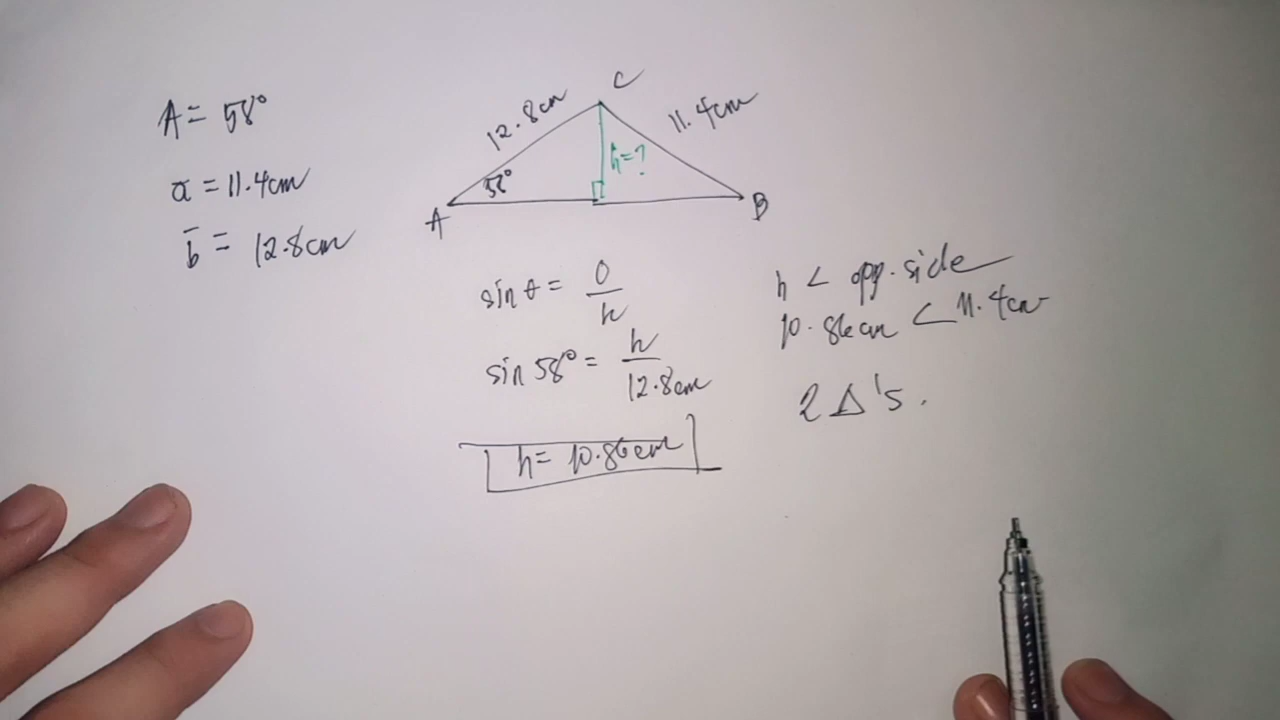 A = 58°
a = 11.4cm
b = 12.8cm
C
12.8cm
11.4cm
h=?
58°
A
B
sin θ = O/h
sin 58° = h/12.8cm
h = 10.86cm
h < opp. side
10.86cm < 11.4cm
2 Δ's.